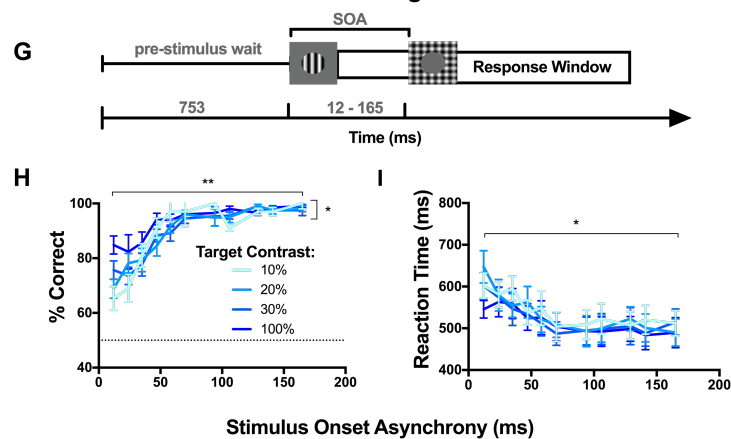 G
SOA
pre-stimulus wait
Response Window
753
12 - 165
Time (ms)
H
**
*
% Correct
100
80
60
40
Target Contrast:
10%
20%
30%
100%
0
50
100
150
200
I
*
Reaction Time (ms)
800
700
600
500
400
0
50
100
150
200
Stimulus Onset Asynchrony (ms)